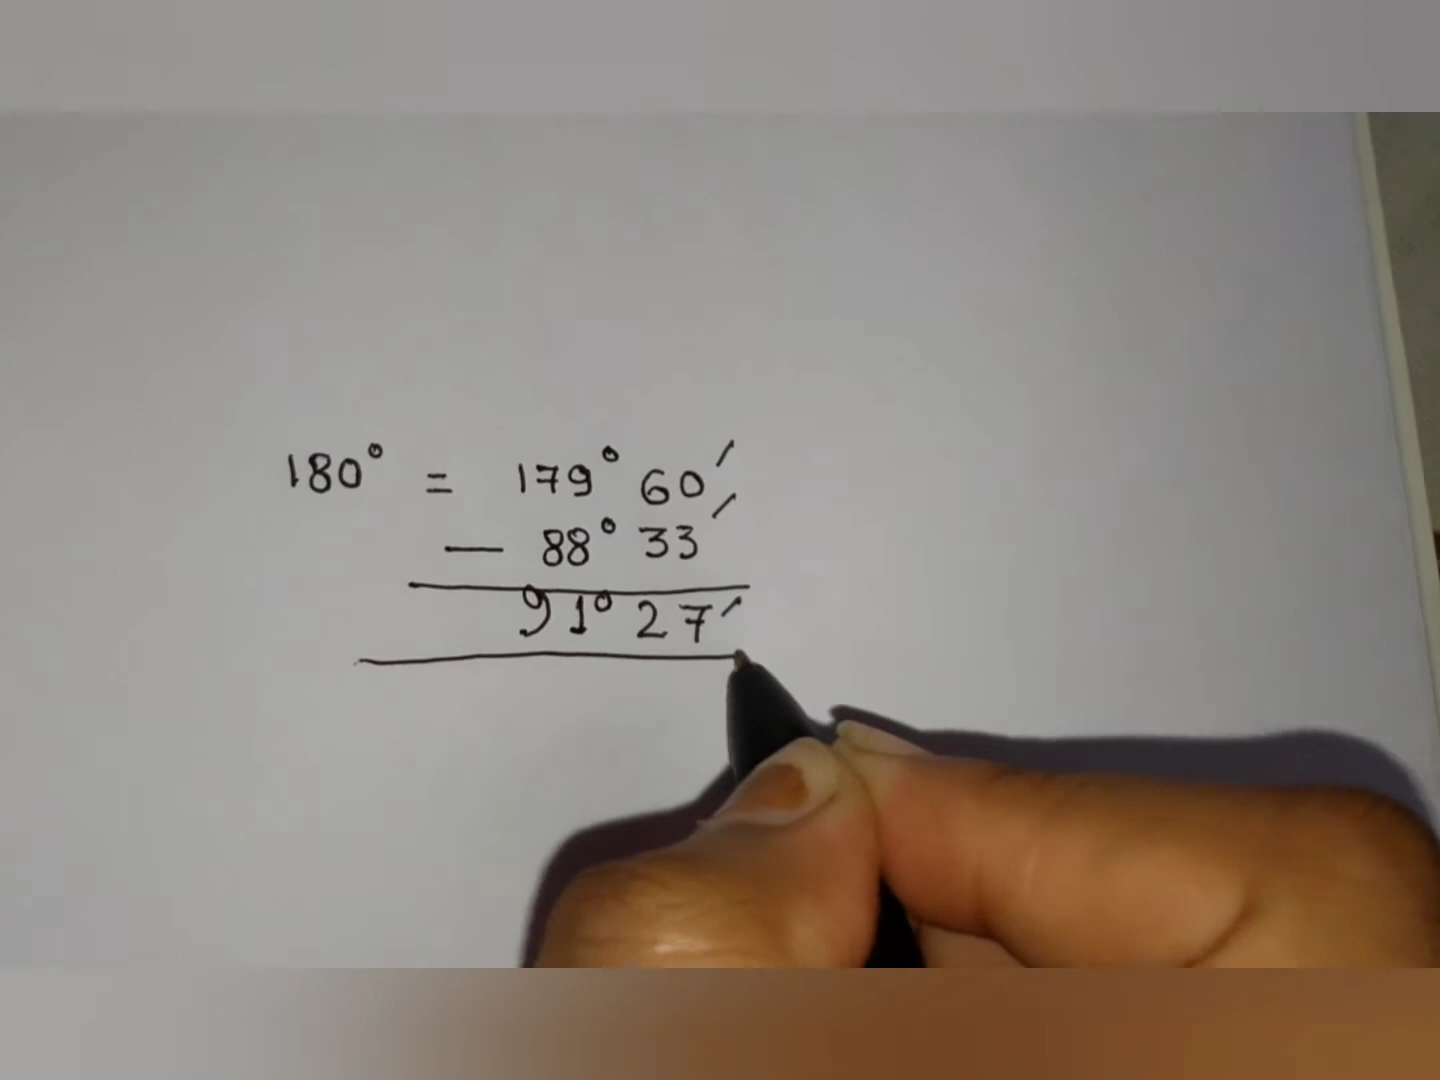 180° = 179° 60′
— 88° 33′
91° 27′